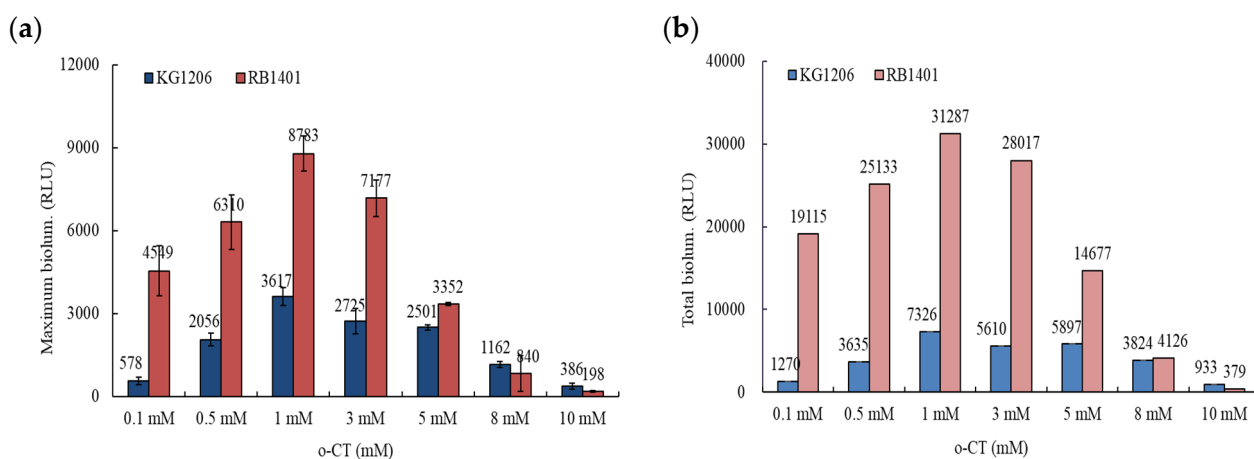 (a)
12000
9000
6000
3000
0
Maximum biolum. (RLU)
KG1206 RB1401
578 4549 2056 6310 3617 8783 2725 7177 2501 3352 1162 840 386 198
0.1 mM 0.5 mM 1 mM 3 mM 5 mM 8 mM 10 mM
o-CT (mM)
(b)
40000
30000
20000
10000
0
Total biolum. (RLU)
KG1206 RB1401
1270 19115 3635 25133 7326 31287 5610 28017 5897 14677 3824 4126 933 379
0.1 mM 0.5 mM 1 mM 3 mM 5 mM 8 mM 10 mM
o-CT (mM)